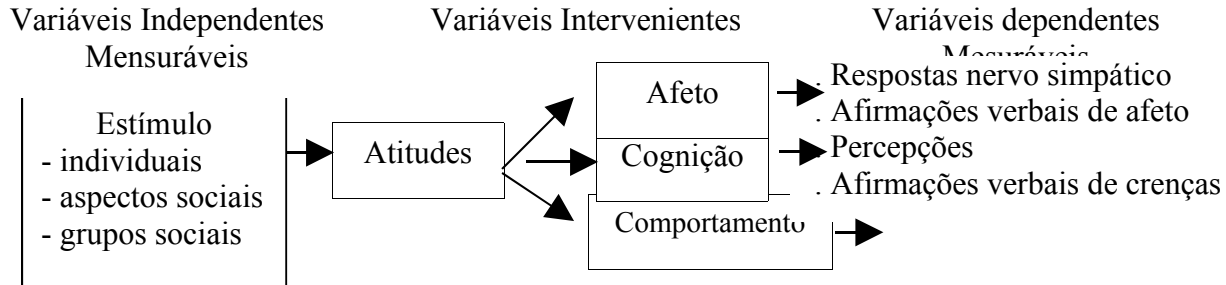 Variáveis Independentes
Mensuráveis
Variáveis Intervenientes
Variáveis dependentes
Mesuráveis
Estímulo
- individuais
- aspectos sociais
- grupos sociais
Atitudes
Afeto
Cognição
Comportamento
. Respostas nervo simpático
. Afirmações verbais de afeto
. Percepções
. Afirmações verbais de crenças